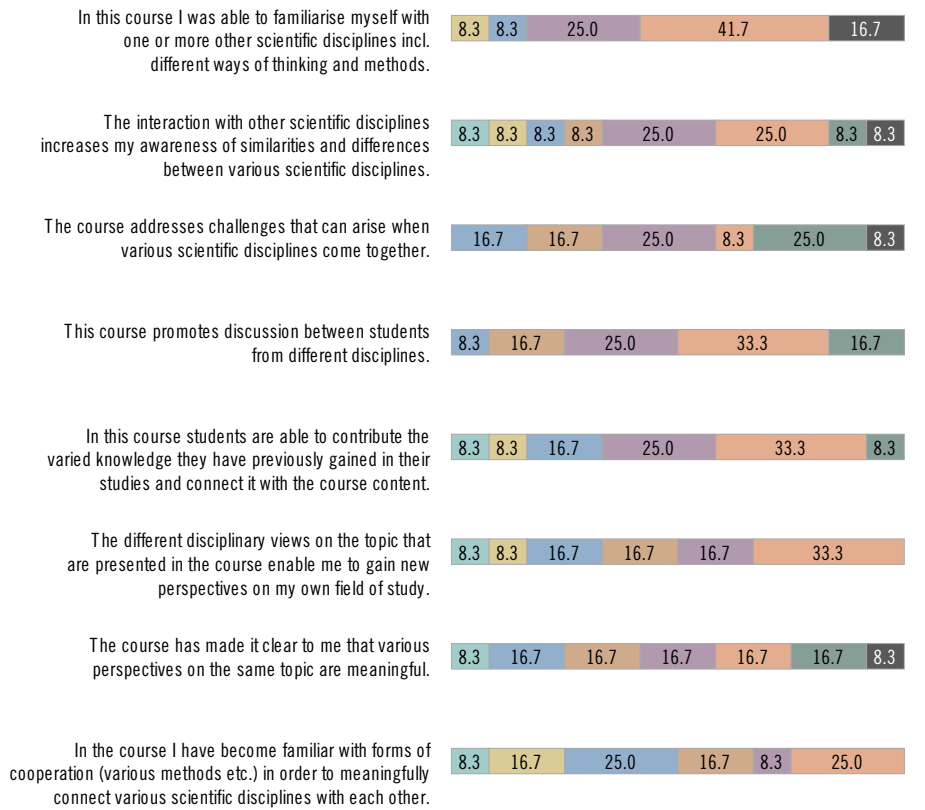 In this course I was able to familiarise myself with
one or more other scientific disciplines incl.
different ways of thinking and methods.
8.3 8.3 25.0 41.7 16.7
The interaction with other scientific disciplines
increases my awareness of similarities and differences
between various scientific disciplines.
8.3 8.3 8.3 8.3 25.0 25.0 8.3 8.3
The course addresses challenges that can arise when
various scientific disciplines come together.
16.7 16.7 25.0 8.3 25.0 8.3
This course promotes discussion between students
from different disciplines.
8.3 16.7 25.0 33.3 16.7
In this course students are able to contribute the
varied knowledge they have previously gained in their
studies and connect it with the course content.
8.3 8.3 16.7 25.0 33.3 8.3
The different disciplinary views on the topic that
are presented in the course enable me to gain new
perspectives on my own field of study.
8.3 8.3 16.7 16.7 16.7 33.3
The course has made it clear to me that various
perspectives on the same topic are meaningful.
8.3 16.7 16.7 16.7 16.7 16.7 8.3
In the course I have become familiar with forms of
cooperation (various methods etc.) in order to meaningfully
connect various scientific disciplines with each other.
8.3 16.7 25.0 16.7 8.3 25.0